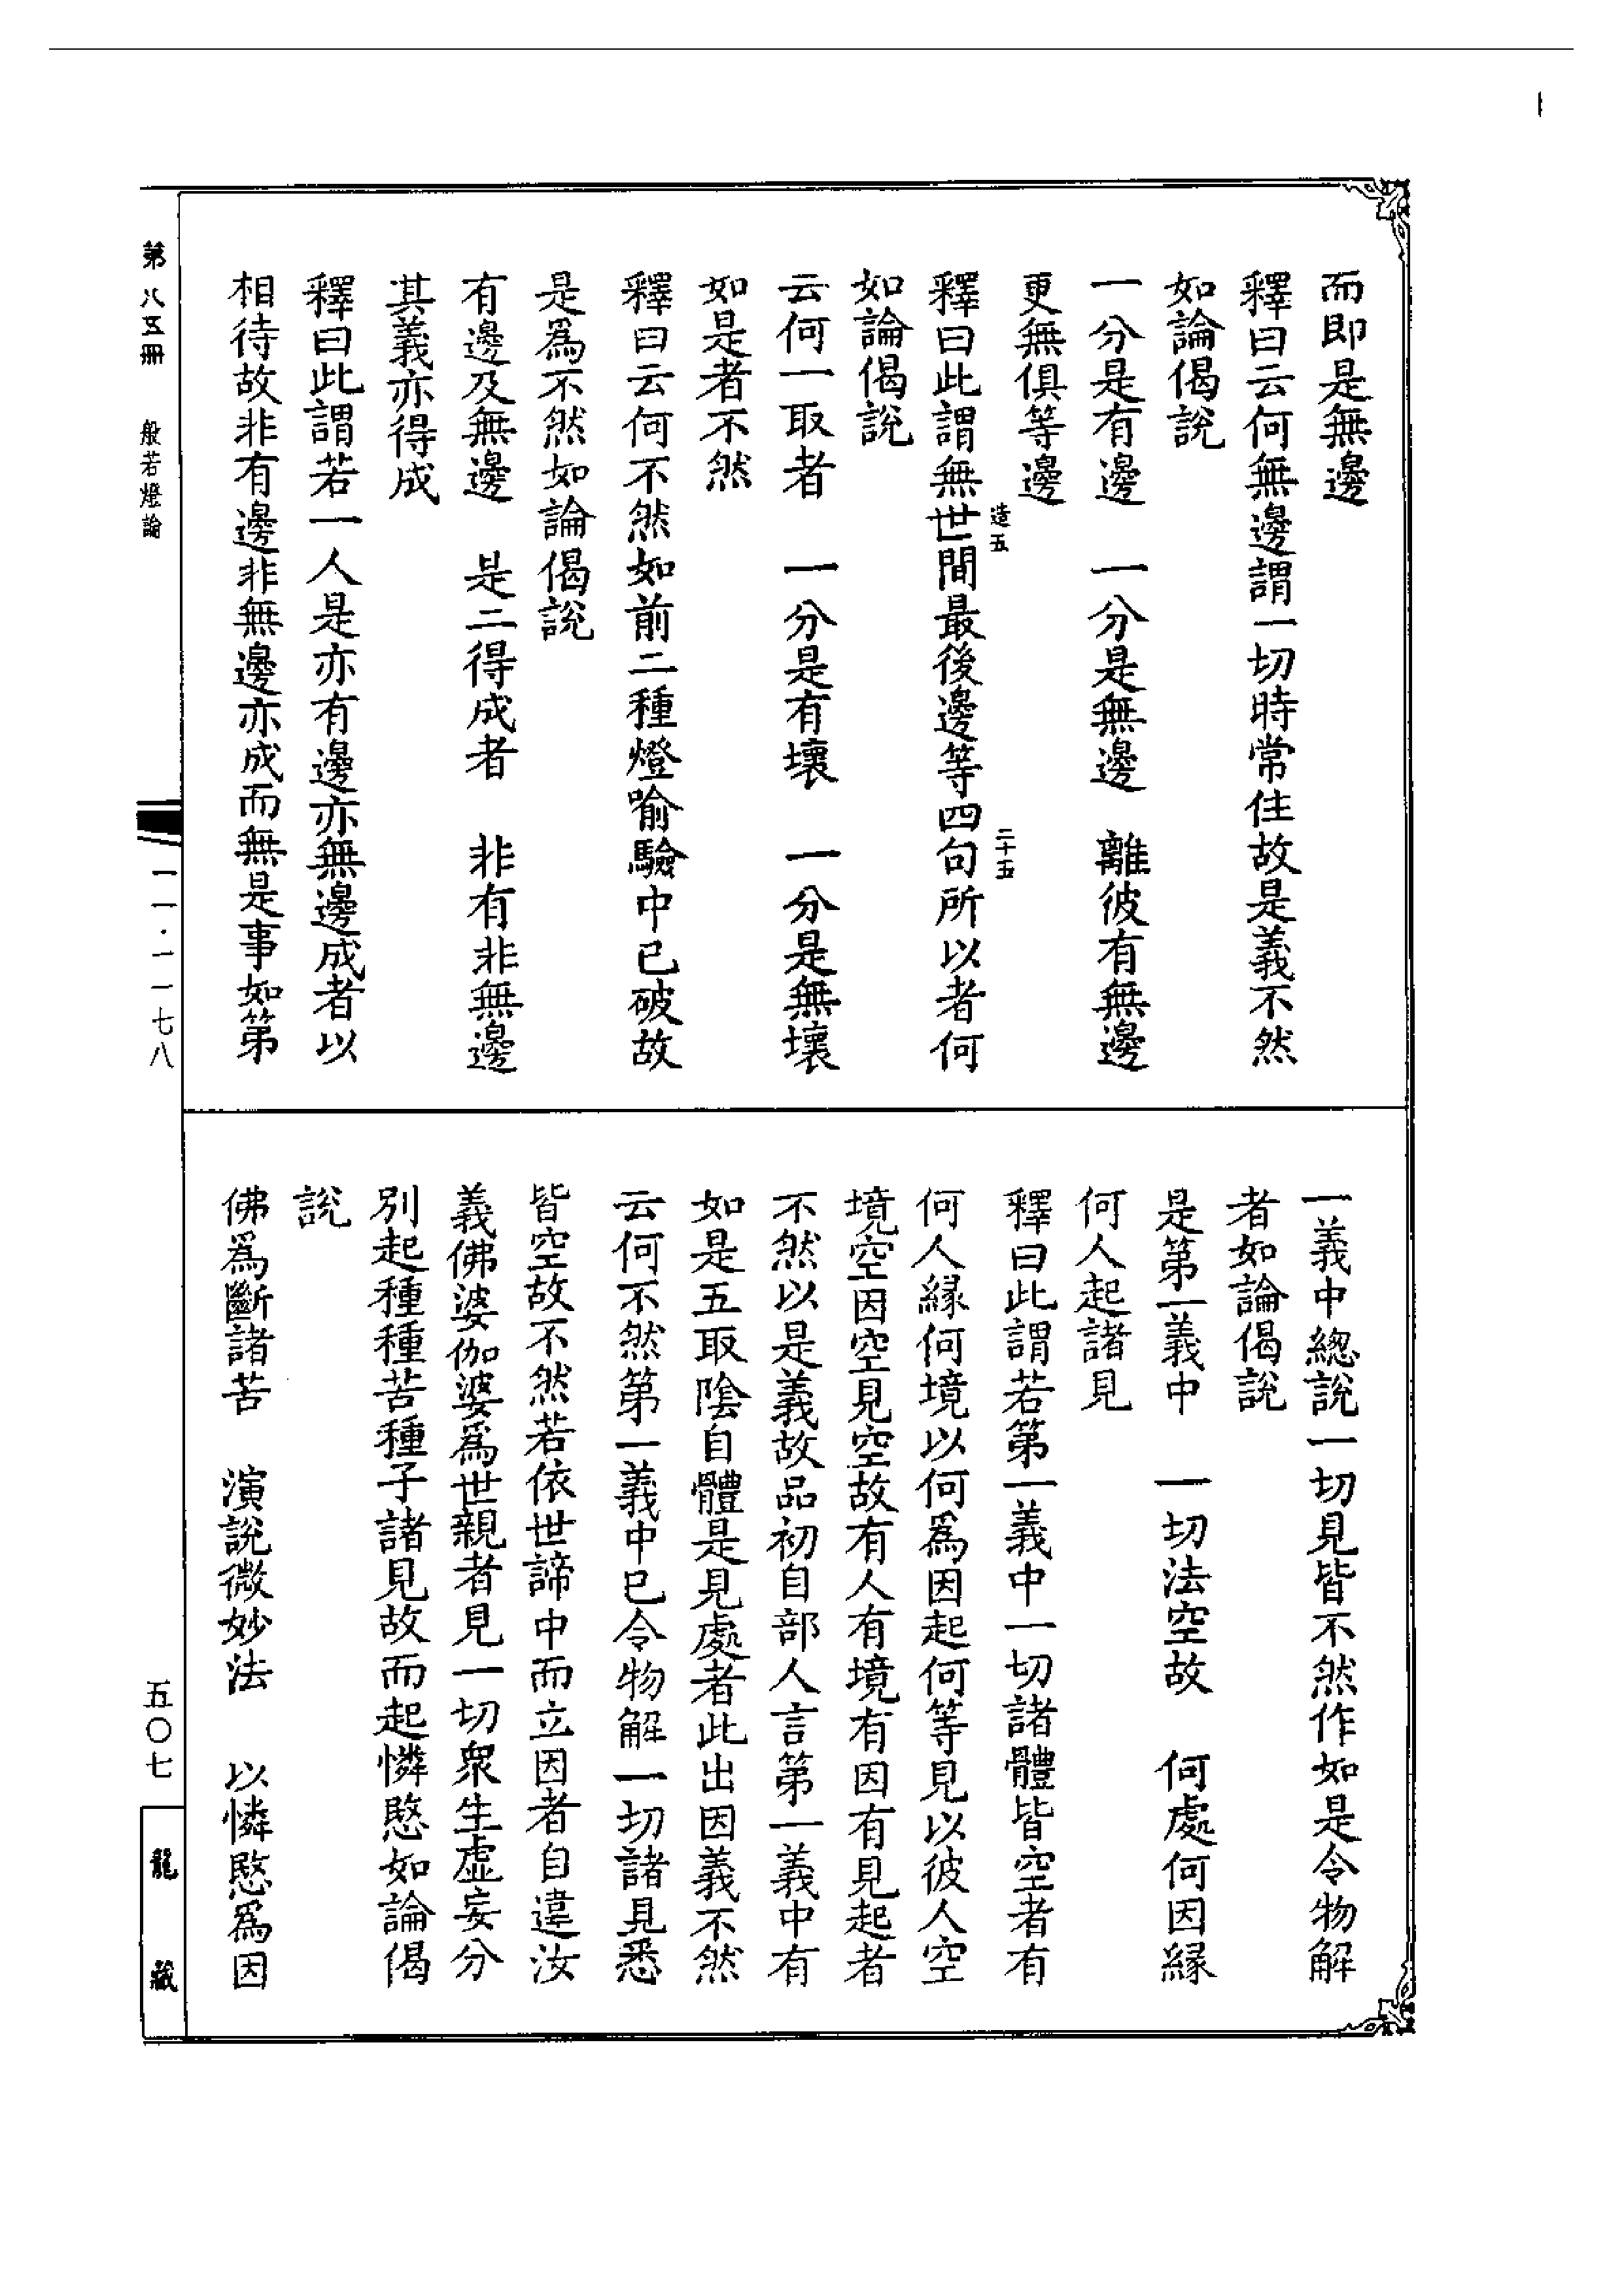 而即是無邊
釋曰云何無邊謂一切時常住故是義不然
如論偈說
一分是有邊　一分是無邊　離彼有無邊
更無俱等邊
造五　二十五
釋曰此謂無世間最後邊等四句所以者何
如論偈說
云何一取者　一分是有壞　一分是無壞
如是者不然
釋曰云何不然如前二種燈喻驗中已破故
是爲不然如論偈說
有邊及無邊　是二得成者　非有非無邊
其義亦得成
釋曰此謂若一人是亦有邊亦無邊成者以
相待故非有邊非無邊亦成而無是事如第
一義中總說一切見皆不然作如是令物解
者如論偈說
是第一義中　一切法空故　何處何因緣
何人起諸見
釋曰此謂若第一義中一切諸體皆空者有
何人緣何境以何爲因起何等見以彼人空
境空因空見空故有人有境有因有見起者
不然以是義故品初自部人言第一義中有
如是五取陰自體是見處者此出因義不然
云何不然第一義中已令物解一切諸見悉
皆空故不然若依世諦中而立因者自違汝
義佛婆伽婆爲世親者見一切衆生虛妄分
別起種種苦種子諸見故而起憐愍如論偈
說
佛爲斷諸苦　演說微妙法　以憐愍爲因
第八五冊　般若燈論
一一·一一七八
五〇七
龍藏